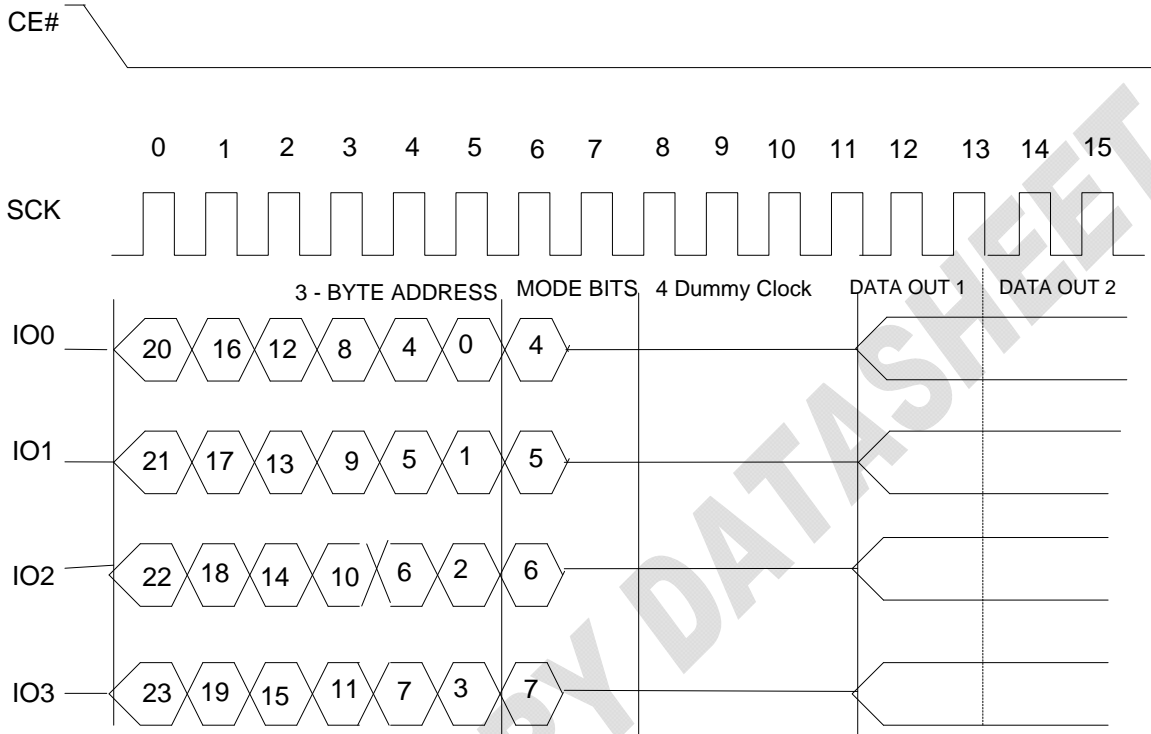 CE#
0 1 2 3 4 5 6 7 8 9 10 11 12 13 14 15
SCK
3 - BYTE ADDRESS MODE BITS 4 Dummy Clock DATA OUT 1 DATA OUT 2
IO0 20 16 12 8 4 0 4
IO1 21 17 13 9 5 1 5
IO2 22 18 14 10 6 2 6
IO3 23 19 15 11 7 3 7
RY DATASHEET